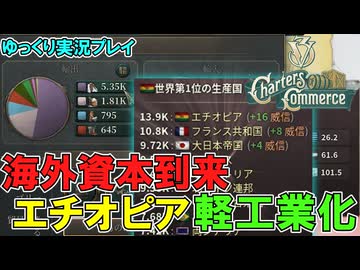 ゆっくり実況プレイ
輸出
5.35K
1.81K
795
645
世界第1位の生産国
13.9K：エチオピア（+16 威信）
10.8K：フランス共和国（+8 威信）
9.72K：大日本帝国（+4 威信）
Charters of Commerce
26.2
61.6
101.5
海外資本到来
エチオピア軽工業化